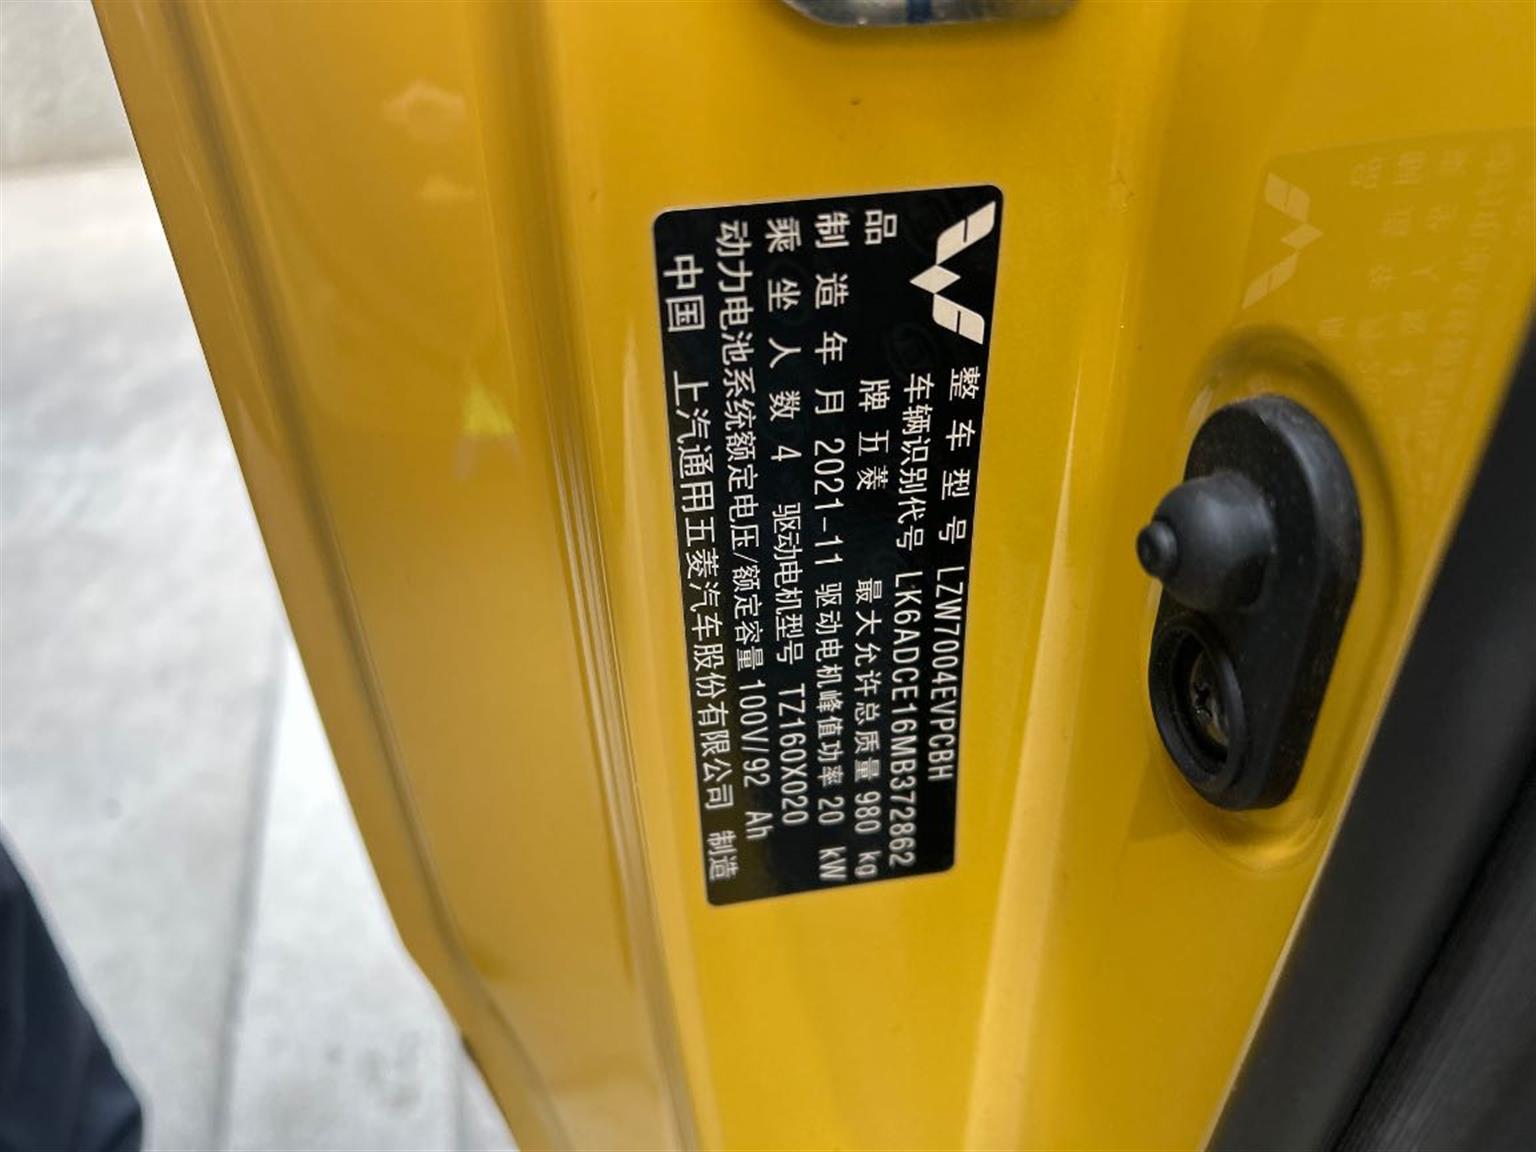 整车型号 LZW7004EVPCBH
车辆识别代号 LK6ADCE16MB372862
品牌 五菱 最大允许总质量 980 kg
制造年月 2021-11 驱动电机峰值功率 20 kW
乘坐人数 4 驱动电机型号 TZ160X020
动力电池系统额定电压/额定容量 100V/92 Ah
中国 上汽通用五菱汽车股份有限公司 制造